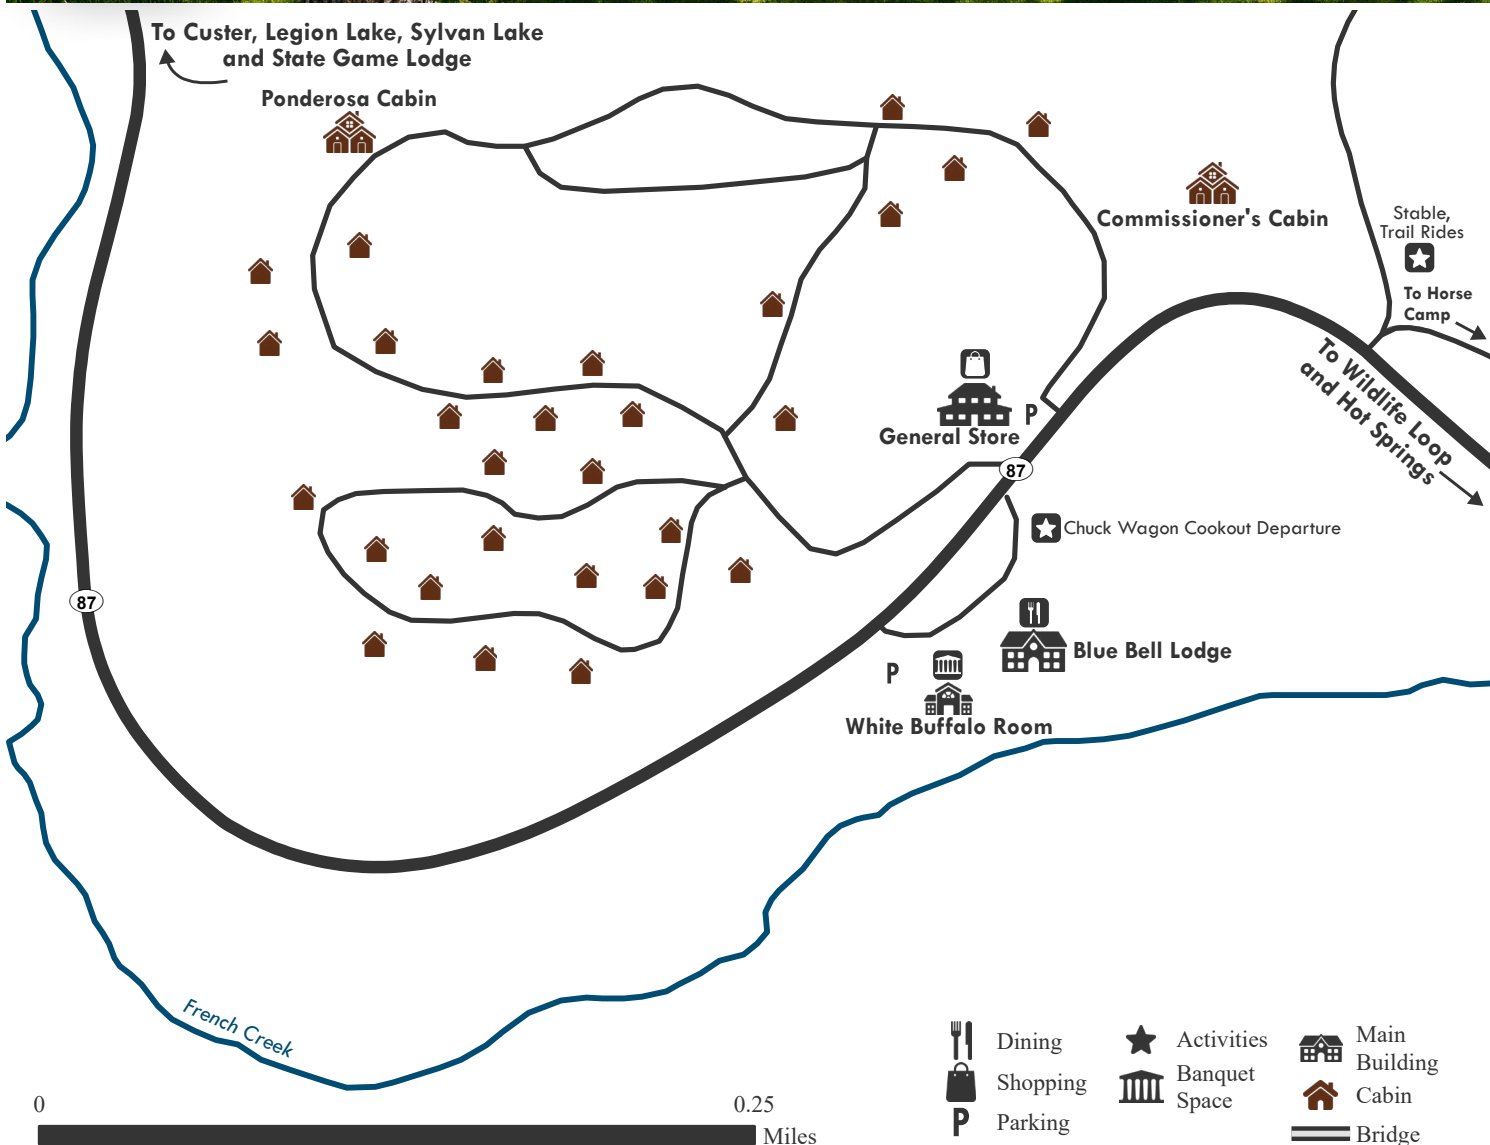 To Custer, Legion Lake, Sylvan Lake
and State Game Lodge
Ponderosa Cabin
Commissioner's Cabin
Stable,
Trail Rides
To Horse
Camp
To Wildlife Loop
and Hot Springs
P
General Store
87
Chuck Wagon Cookout Departure
87
Blue Bell Lodge
P
White Buffalo Room
French Creek
Dining
Shopping
P
Parking
Activities
Banquet
Space
Main
Building
Cabin
Bridge
0
0.25
Miles